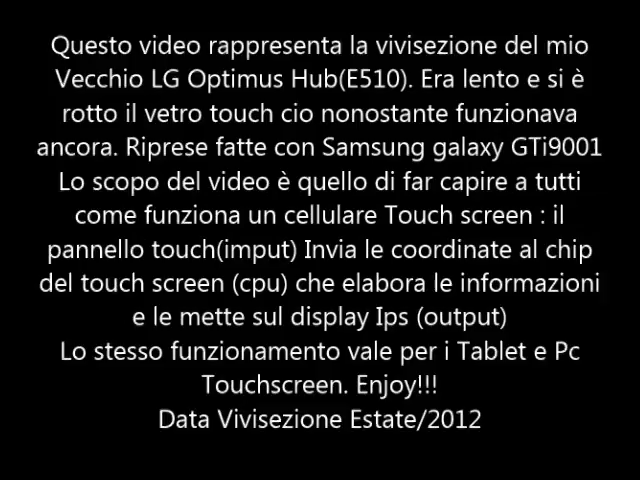 Questo video rappresenta la vivisezione del mio
Vecchio LG Optimus Hub(E510). Era lento e si è
rotto il vetro touch cio nonostante funzionava
ancora. Riprese fatte con Samsung galaxy GTi9001
Lo scopo del video è quello di far capire a tutti
come funziona un cellulare Touch screen : il
pannello touch(imput) Invia le coordinate al chip
del touch screen (cpu) che elabora le informazioni
e le mette sul display Ips (output)
Lo stesso funzionamento vale per i Tablet e Pc
Touchscreen. Enjoy!!!
Data Vivisezione Estate/2012